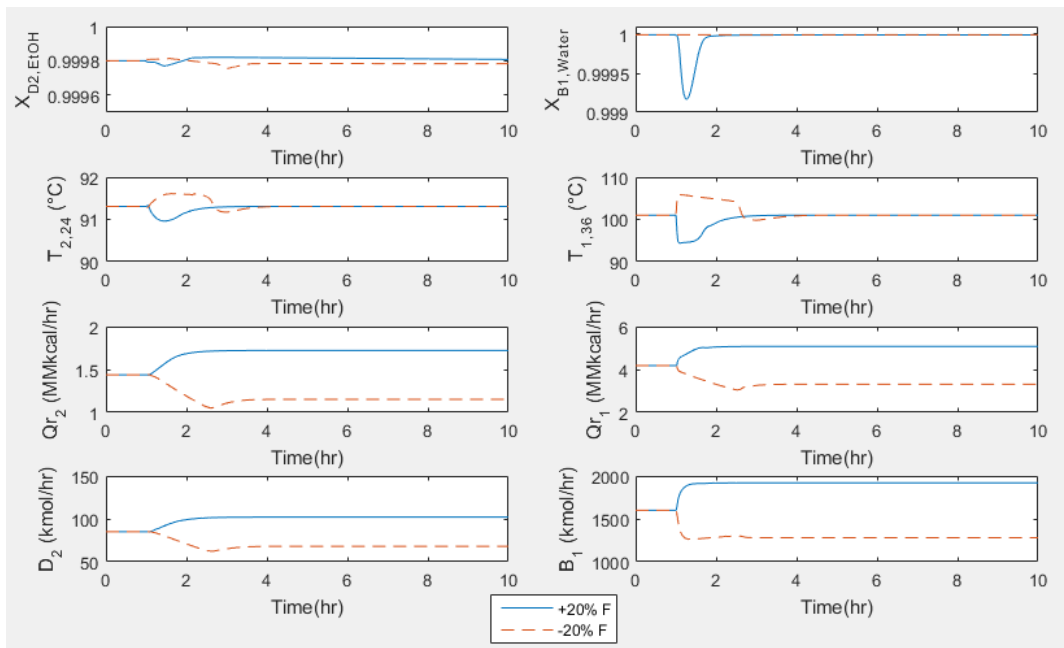 X_D2,EtOH
1
0.9998
0.9996
0 2 4 6 8 10
Time(hr)
X_B1,Water
1
0.9995
0.999
0 2 4 6 8 10
Time(hr)
T_2,24 (°C)
92
91
90
0 2 4 6 8 10
Time(hr)
T_1,36 (°C)
110
100
90
0 2 4 6 8 10
Time(hr)
Qr_2 (MMkcal/hr)
2
1.5
1
0 2 4 6 8 10
Time(hr)
Qr_1 (MMkcal/hr)
6
4
2
0 2 4 6 8 10
Time(hr)
D_2 (kmol/hr)
150
100
50
0 2 4 6 8 10
Time(hr)
B_1 (kmol/hr)
2000
1500
1000
0 2 4 6 8 10
Time(hr)
+20% F
-20% F